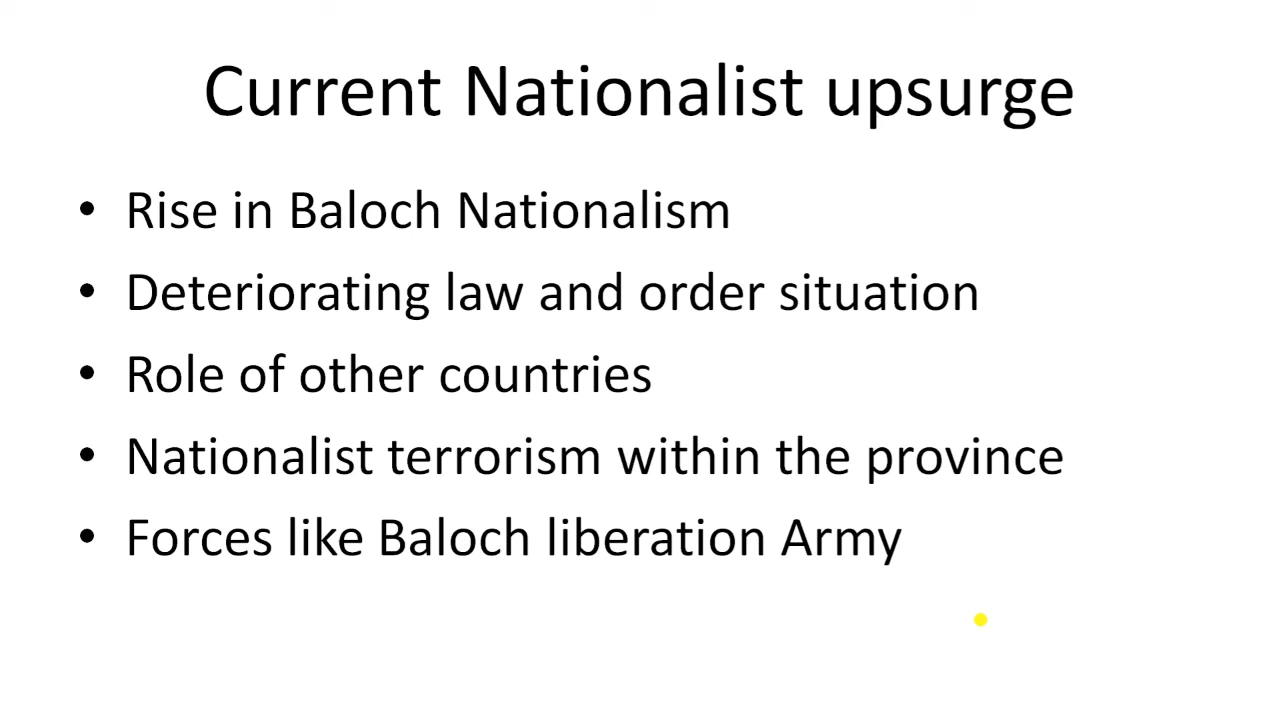 Current Nationalist upsurge
• Rise in Baloch Nationalism
• Deteriorating law and order situation
• Role of other countries
• Nationalist terrorism within the province
• Forces like Baloch liberation Army